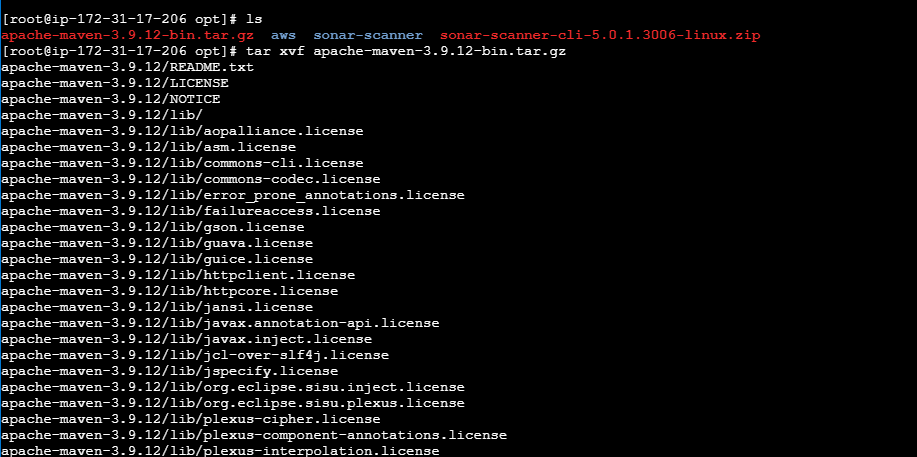 [root@ip-172-31-17-206 opt]# ls
apache-maven-3.9.12-bin.tar.gz  aws  sonar-scanner  sonar-scanner-cli-5.0.1.3006-linux.zip
[root@ip-172-31-17-206 opt]# tar xvf apache-maven-3.9.12-bin.tar.gz
apache-maven-3.9.12/README.txt
apache-maven-3.9.12/LICENSE
apache-maven-3.9.12/NOTICE
apache-maven-3.9.12/lib/
apache-maven-3.9.12/lib/aopalliance.license
apache-maven-3.9.12/lib/asm.license
apache-maven-3.9.12/lib/commons-cli.license
apache-maven-3.9.12/lib/commons-codec.license
apache-maven-3.9.12/lib/error_prone_annotations.license
apache-maven-3.9.12/lib/failureaccess.license
apache-maven-3.9.12/lib/gson.license
apache-maven-3.9.12/lib/guava.license
apache-maven-3.9.12/lib/guice.license
apache-maven-3.9.12/lib/httpclient.license
apache-maven-3.9.12/lib/httpcore.license
apache-maven-3.9.12/lib/jansi.license
apache-maven-3.9.12/lib/javax.annotation-api.license
apache-maven-3.9.12/lib/javax.inject.license
apache-maven-3.9.12/lib/jcl-over-slf4j.license
apache-maven-3.9.12/lib/jspecify.license
apache-maven-3.9.12/lib/org.eclipse.sisu.inject.license
apache-maven-3.9.12/lib/org.eclipse.sisu.plexus.license
apache-maven-3.9.12/lib/plexus-cipher.license
apache-maven-3.9.12/lib/plexus-component-annotations.license
apache-maven-3.9.12/lib/plexus-interpolation.license